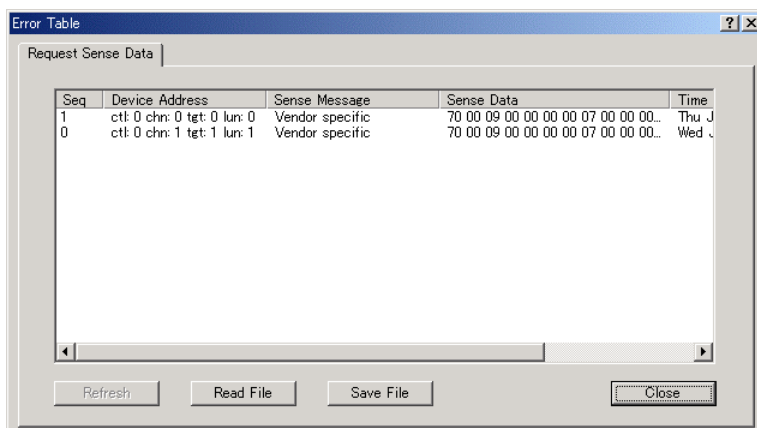 Error Table
Request Sense Data
Seq Device Address Sense Message Sense Data Time
1 ctl: 0 chn: 0 tgt: 0 lun: 0 Vendor specific 70 00 09 00 00 00 00 07 00 00 00... Thu J
0 ctl: 0 chn: 1 tgt: 1 lun: 1 Vendor specific 70 00 09 00 00 00 00 07 00 00 00... Wed J
Refresh Read File Save File Close